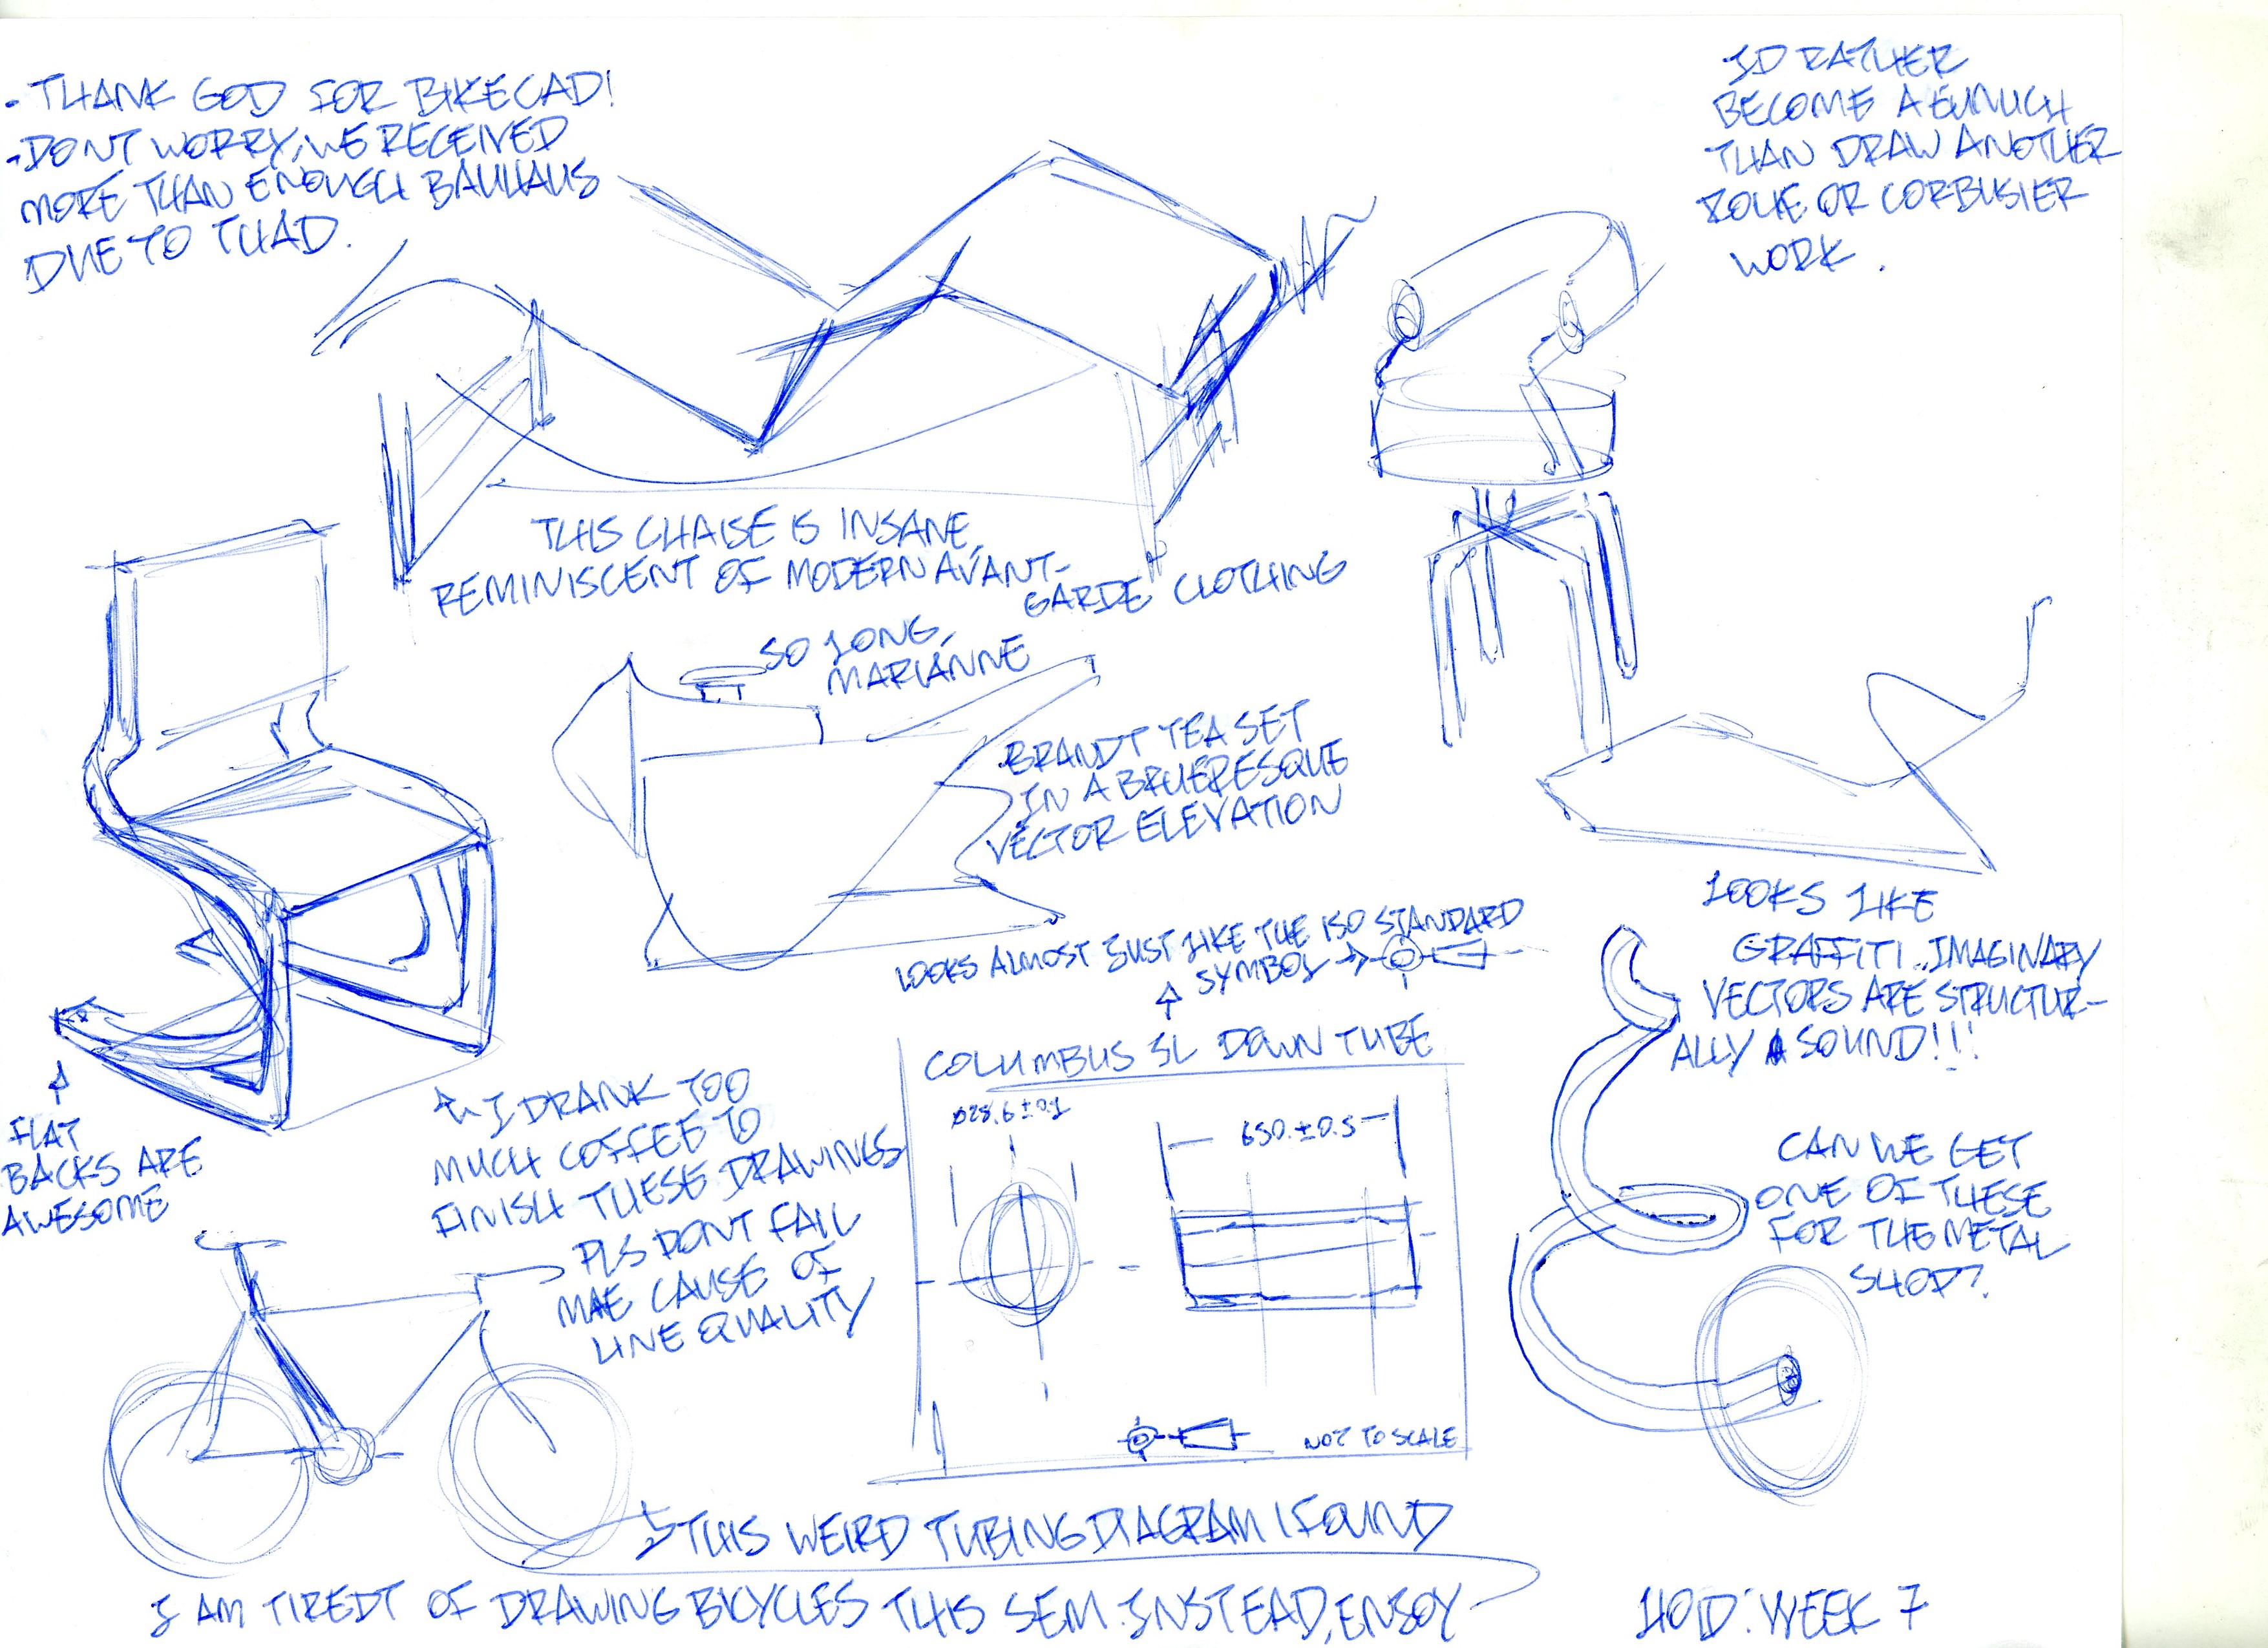 - THANK GOD FOR BIKECAD!
- DONT WORRY, WE RECEIVED
MORE THAN ENOUGH BAUHAUS
DUE TO THAD.
I'D RATHER
BECOME A EUNUCH
THAN DRAW ANOTHER
OR CORBUSIER
WORK.
THIS CHAISE IS INSANE,
REMINISCENT OF MODERN AVANT-
GARDE CLOTHING
SO LONG,
MARIANNE
BRANDT TEA SET
IN A BRUERESQUE
VECTOR ELEVATION
LOOKS ALMOST JUST LIKE THE ISO STANDARD
SYMBOL
LOOKS LIKE
GRAFFITI.. IMAGINARY
VECTORS ARE STRUCTUR-
ALLY SOUND!!!
FLAT
BACKS ARE
AWESOME
I DRANK TOO
MUCH COFFEE TO
FINISH THESE DRAWINGS
PLS DONT FAIL
ME CAUSE OF
LINE QUALITY
COLUMBUS SL DOWN TUBE
Ø28.6±0.1
650.±0.5
NOT TO SCALE
CAN WE GET
ONE OF THESE
FOR THE METAL
SHOP?
THIS WEIRD TUBING DIAGRAM I FOUND
I AM TIREDT OF DRAWING BICYCLES THIS SEM. INSTEAD, ENJOY
HOD: WEEK 7